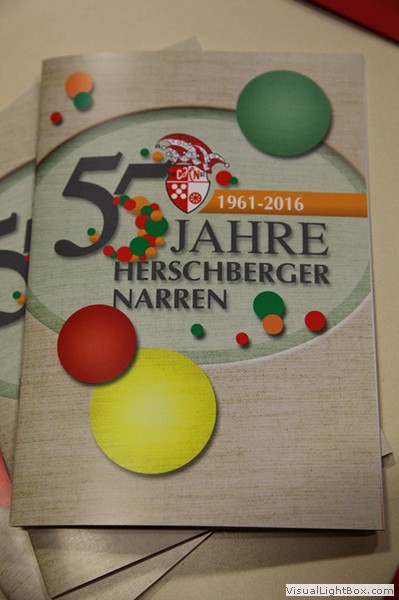 55
1961-2016
JAHRE
HERSCHBERGER
NARREN
VisualLightBox.com